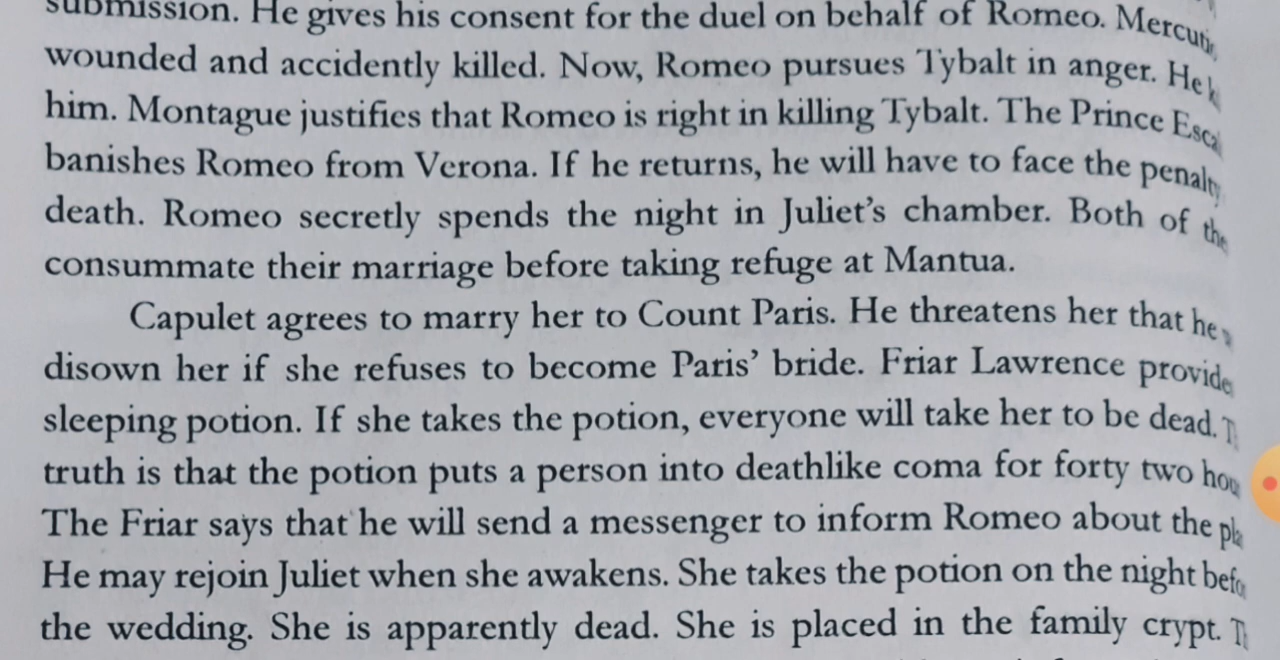 submission. He gives his consent for the duel on behalf of Romeo.
wounded and accidently killed. Now, Romeo pursues Tybalt in anger. He
him. Montague justifies that Romeo is right in killing Tybalt. The Prince
banishes Romeo from Verona. If he returns, he will have to face the
death. Romeo secretly spends the night in Juliet's chamber. Both of
consummate their marriage before taking refuge at Mantua.
Capulet agrees to marry her to Count Paris. He threatens her that he
disown her if she refuses to become Paris' bride. Friar Lawrence
sleeping potion. If she takes the potion, everyone will take her to be dead.
truth is that the potion puts a person into deathlike coma for forty two
The Friar says that he will send a messenger to inform Romeo about the
He may rejoin Juliet when she awakens. She takes the potion on the night
the wedding. She is apparently dead. She is placed in the family crypt.